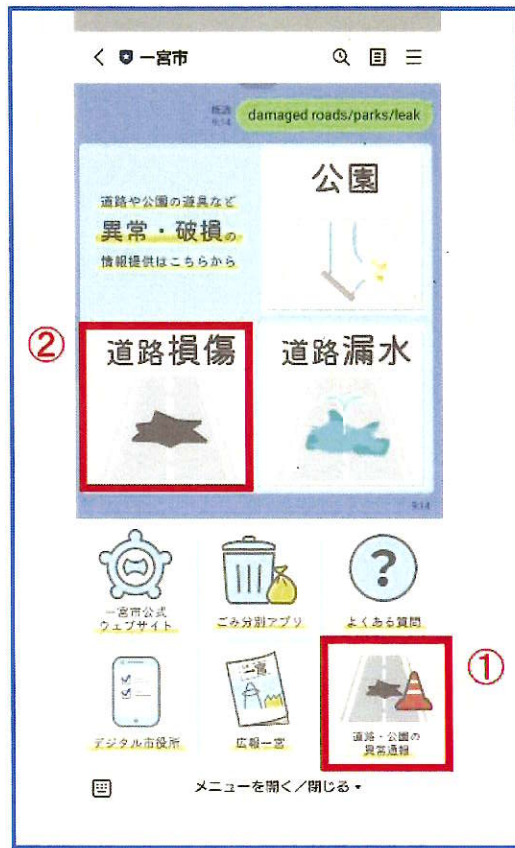 一宮市
既読
9:14
damaged roads/parks/leak
道路や公園の遊具など
異常・破損の
情報提供はこちらから
公園
②
道路損傷
道路漏水
9:14
一宮市公式
ウェブサイト
ごみ分別アプリ
?
よくある質問
①
デジタル市役所
一宮
広報一宮
道路・公園の
異常通報
メニューを開く／閉じる▾